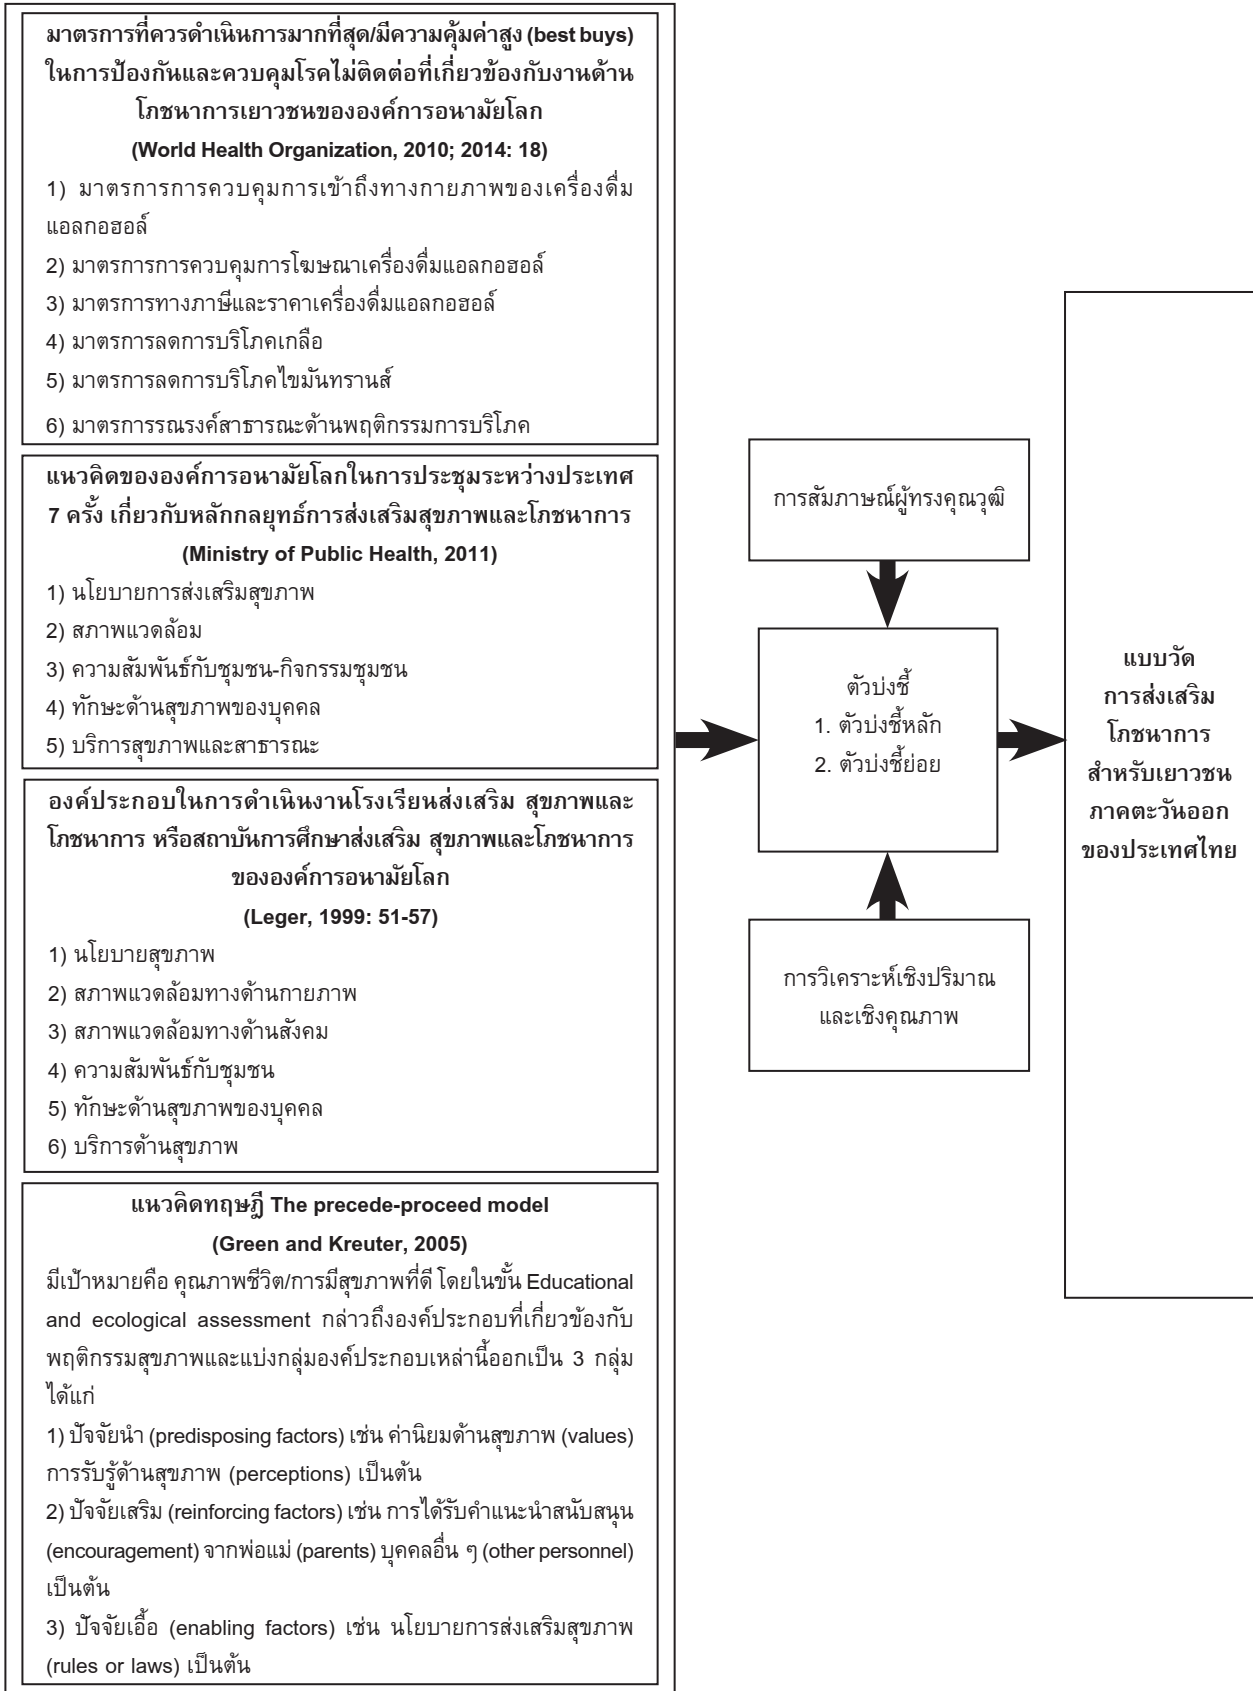 มาตรการที่ควรดำเนินการมากที่สุด/มีความคุ้มค่าสูง (best buys)
ในการป้องกันและควบคุมโรคไม่ติดต่อที่เกี่ยวข้องกับงานด้าน
โภชนาการเยาวชนขององค์การอนามัยโลก
(World Health Organization, 2010; 2014: 18)
1) มาตรการการควบคุมการเข้าถึงทางกายภาพของเครื่องดื่ม
แอลกอฮอล์
2) มาตรการการควบคุมการโฆษณาเครื่องดื่มแอลกอฮอล์
3) มาตรการทางภาษีและราคาเครื่องดื่มแอลกอฮอล์
4) มาตรการลดการบริโภคเกลือ
5) มาตรการลดการบริโภคไขมันทรานส์
6) มาตรการรณรงค์สาธารณะด้านพฤติกรรมการบริโภค
แนวคิดขององค์การอนามัยโลกในการประชุมระหว่างประเทศ
7 ครั้ง เกี่ยวกับหลักกลยุทธ์การส่งเสริมสุขภาพและโภชนาการ
(Ministry of Public Health, 2011)
1) นโยบายการส่งเสริมสุขภาพ
2) สภาพแวดล้อม
3) ความสัมพันธ์กับชุมชน-กิจกรรมชุมชน
4) ทักษะด้านสุขภาพของบุคคล
5) บริการสุขภาพและสาธารณะ
องค์ประกอบในการดำเนินงานโรงเรียนส่งเสริม สุขภาพและ
โภชนาการ หรือสถาบันการศึกษาส่งเสริม สุขภาพและโภชนาการ
ขององค์การอนามัยโลก
(Leger, 1999: 51-57)
1) นโยบายสุขภาพ
2) สภาพแวดล้อมทางด้านกายภาพ
3) สภาพแวดล้อมทางด้านสังคม
4) ความสัมพันธ์กับชุมชน
5) ทักษะด้านสุขภาพของบุคคล
6) บริการด้านสุขภาพ
แนวคิดทฤษฎี The precede-proceed model
(Green and Kreuter, 2005)
มีเป้าหมายคือ คุณภาพชีวิต/การมีสุขภาพที่ดี โดยในขั้น Educational
and ecological assessment กล่าวถึงองค์ประกอบที่เกี่ยวข้องกับ
พฤติกรรมสุขภาพและแบ่งกลุ่มองค์ประกอบเหล่านี้ออกเป็น 3 กลุ่ม
ได้แก่
1) ปัจจัยนำ (predisposing factors) เช่น ค่านิยมด้านสุขภาพ (values)
การรับรู้ด้านสุขภาพ (perceptions) เป็นต้น
2) ปัจจัยเสริม (reinforcing factors) เช่น การได้รับคำแนะนำสนับสนุน
(encouragement) จากพ่อแม่ (parents) บุคคลอื่น ๆ (other personnel)
เป็นต้น
3) ปัจจัยเอื้อ (enabling factors) เช่น นโยบายการส่งเสริมสุขภาพ
(rules or laws) เป็นต้น
การสัมภาษณ์ผู้ทรงคุณวุฒิ
ตัวบ่งชี้
1. ตัวบ่งชี้หลัก
2. ตัวบ่งชี้ย่อย
การวิเคราะห์เชิงปริมาณ
และเชิงคุณภาพ
แบบวัด
การส่งเสริม
โภชนาการ
สำหรับเยาวชน
ภาคตะวันออก
ของประเทศไทย